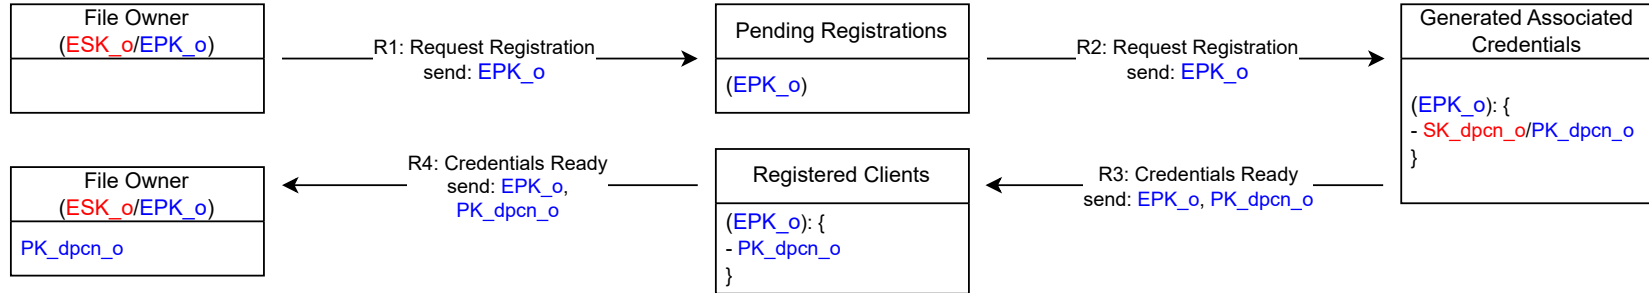 File Owner
(ESK_o/EPK_o)
R1: Request Registration
send: EPK_o
Pending Registrations
(EPK_o)
R2: Request Registration
send: EPK_o
Generated Associated
Credentials
(EPK_o): {
- SK_dpcn_o/PK_dpcn_o
}
File Owner
(ESK_o/EPK_o)
PK_dpcn_o
R4: Credentials Ready
send: EPK_o,
PK_dpcn_o
Registered Clients
(EPK_o): {
- PK_dpcn_o
}
R3: Credentials Ready
send: EPK_o, PK_dpcn_o